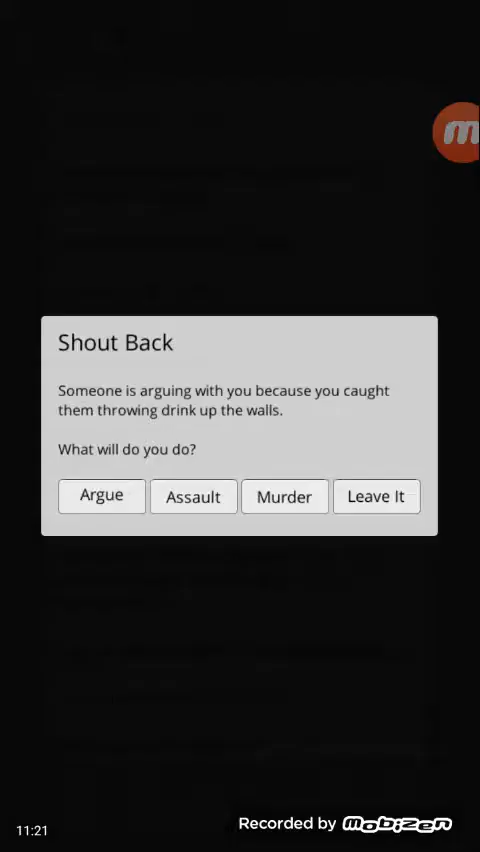 Shout Back
Someone is arguing with you because you caught
them throwing drink up the walls.
What will do you do?
Argue Assault Murder Leave It
11:21
Recorded by mobizen